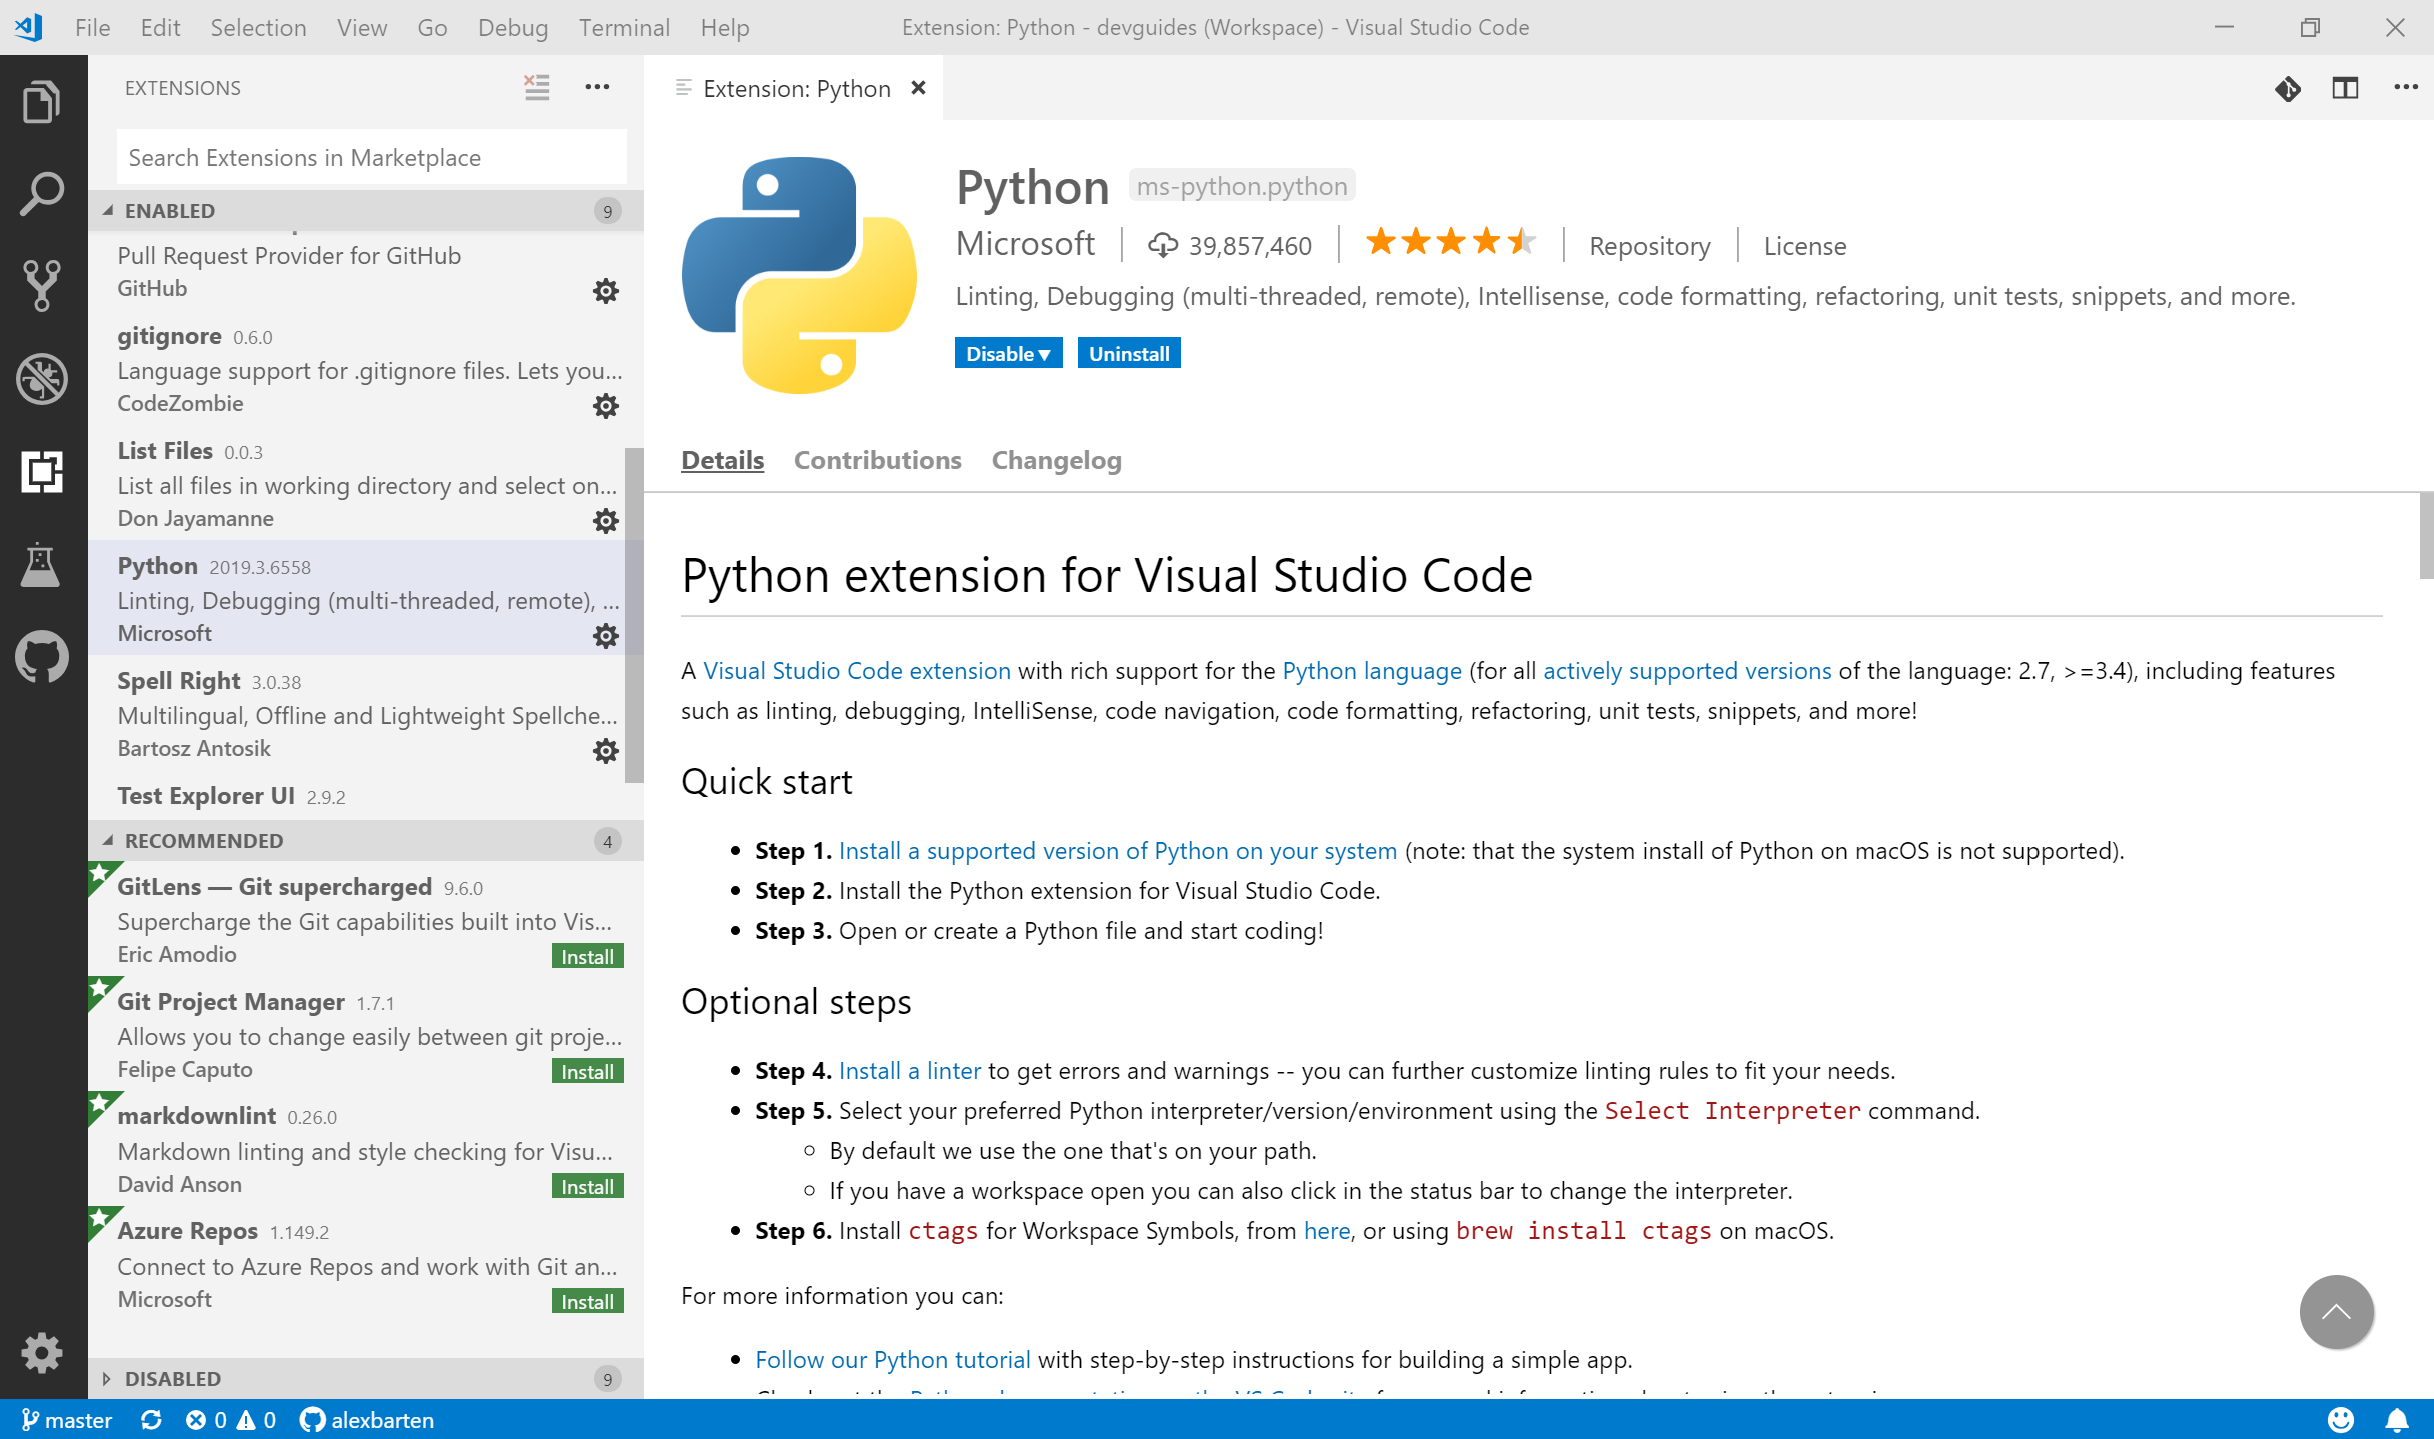 File Edit Selection View Go Debug Terminal Help
Extension: Python - devguides (Workspace) - Visual Studio Code
EXTENSIONS
Search Extensions in Marketplace
ENABLED 9
Pull Request Provider for GitHub
GitHub
gitignore 0.6.0
Language support for .gitignore files. Lets you...
CodeZombie
List Files 0.0.3
List all files in working directory and select on...
Don Jayamanne
Python 2019.3.6558
Linting, Debugging (multi-threaded, remote), ...
Microsoft
Spell Right 3.0.38
Multilingual, Offline and Lightweight Spellche...
Bartosz Antosik
Test Explorer UI 2.9.2
RECOMMENDED 4
GitLens — Git supercharged 9.6.0
Supercharge the Git capabilities built into Vis...
Eric Amodio Install
Git Project Manager 1.7.1
Allows you to change easily between git proje...
Felipe Caputo Install
markdownlint 0.26.0
Markdown linting and style checking for Visu...
David Anson Install
Azure Repos 1.149.2
Connect to Azure Repos and work with Git an...
Microsoft Install
DISABLED 9
Extension: Python
Python ms-python.python
Microsoft 39,857,460 Repository License
Linting, Debugging (multi-threaded, remote), Intellisense, code formatting, refactoring, unit tests, snippets, and more.
Disable Uninstall
Details Contributions Changelog
Python extension for Visual Studio Code
A Visual Studio Code extension with rich support for the Python language (for all actively supported versions of the language: 2.7, >=3.4), including features
such as linting, debugging, IntelliSense, code navigation, code formatting, refactoring, unit tests, snippets, and more!
Quick start
Step 1. Install a supported version of Python on your system (note: that the system install of Python on macOS is not supported).
Step 2. Install the Python extension for Visual Studio Code.
Step 3. Open or create a Python file and start coding!
Optional steps
Step 4. Install a linter to get errors and warnings -- you can further customize linting rules to fit your needs.
Step 5. Select your preferred Python interpreter/version/environment using the Select Interpreter command.
By default we use the one that's on your path.
If you have a workspace open you can also click in the status bar to change the interpreter.
Step 6. Install ctags for Workspace Symbols, from here, or using brew install ctags on macOS.
For more information you can:
Follow our Python tutorial with step-by-step instructions for building a simple app.
master 0 0 alexbarten